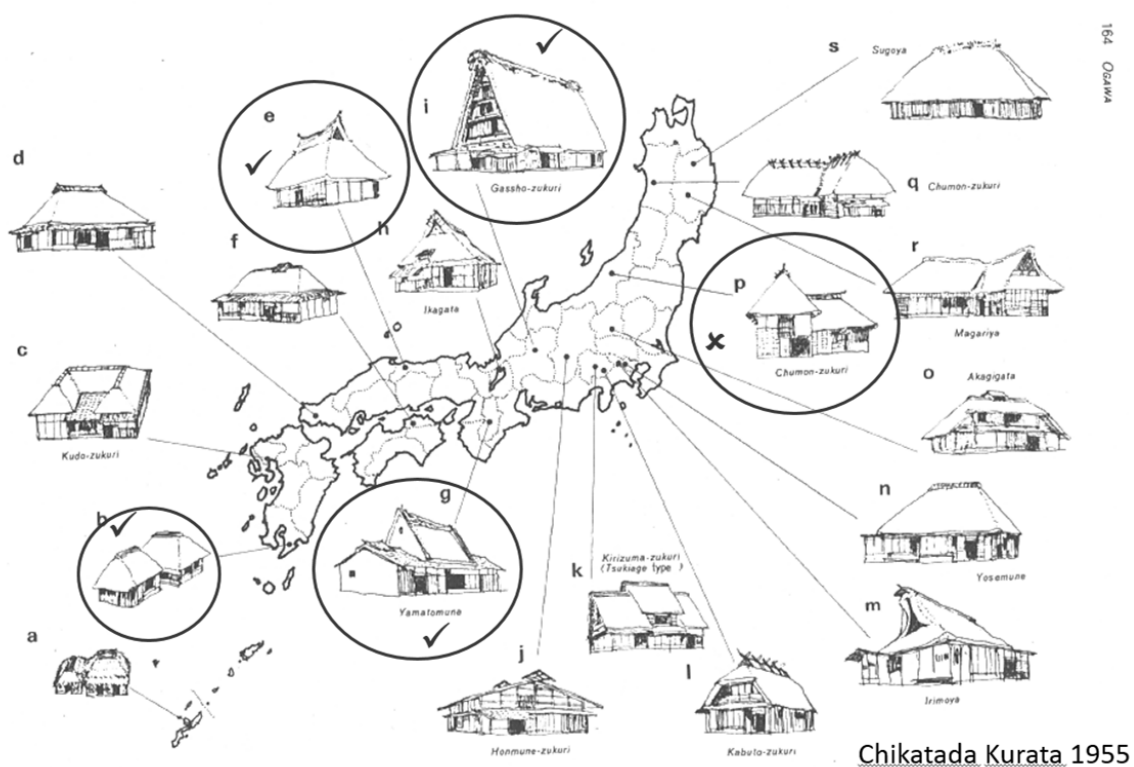 164 OGAWA
s
Sugoya
i
Gassho-zukuri
e
d
q
Chumon-zukuri
h
Ikagata
f
r
Magariya
p
Chumon-zukuri
c
Kudo-zukuri
o
Akagigata
g
Yamatomune
n
Yosemune
b
k
Kirizuma-zukuri
(Tsukiage type)
m
Irimoya
a
j
Honmune-zukuri
l
Kabuto-zukuri
Chikatada Kurata 1955